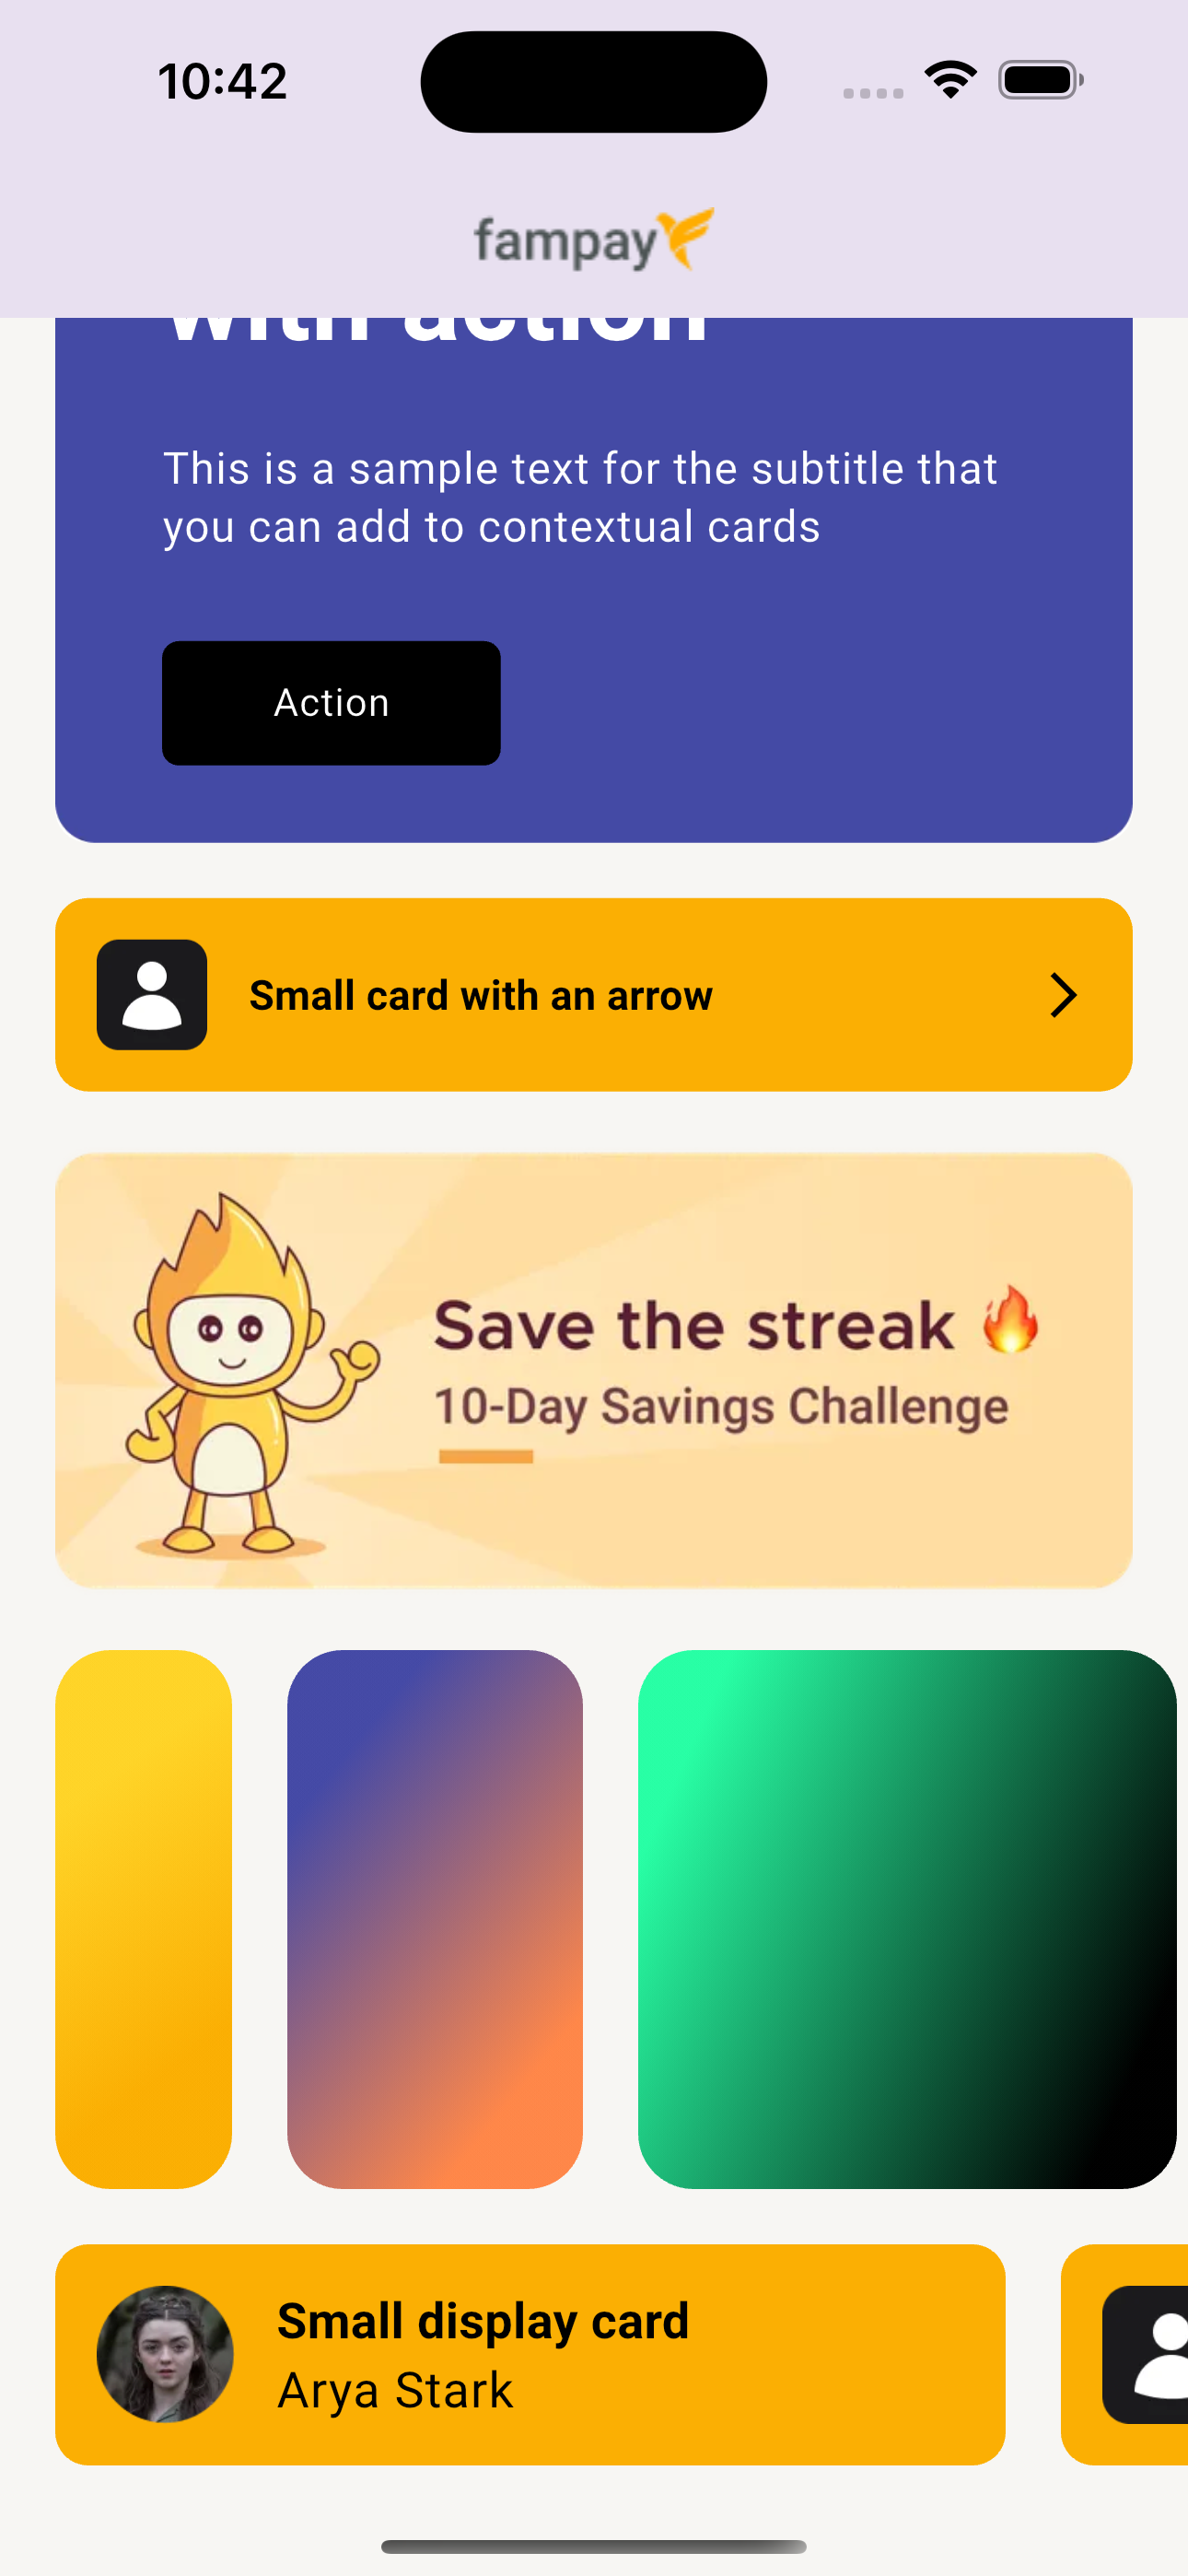 10:42
fampay
with action
This is a sample text for the subtitle that
you can add to contextual cards
Action
Small card with an arrow
Save the streak 🔥
10-Day Savings Challenge
Small display card
Arya Stark